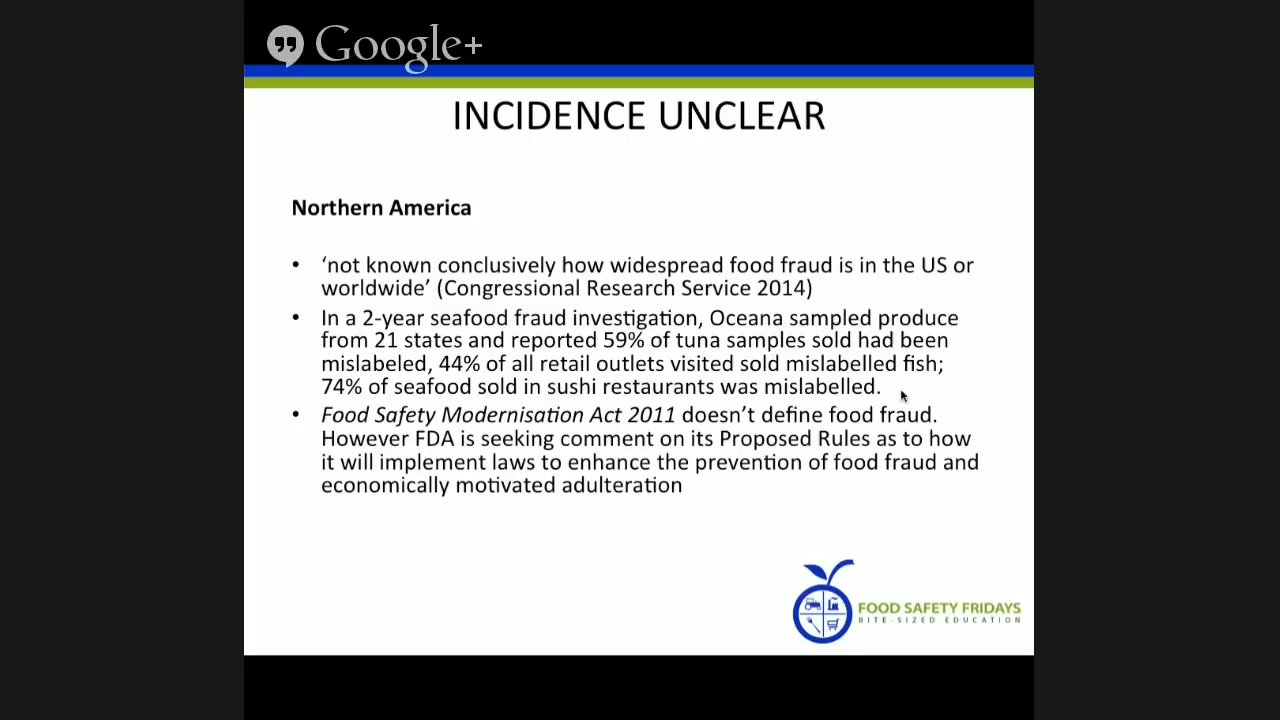 Google+
INCIDENCE UNCLEAR
Northern America
• ‘not known conclusively how widespread food fraud is in the US or
worldwide’ (Congressional Research Service 2014)
• In a 2-year seafood fraud investigation, Oceana sampled produce
from 21 states and reported 59% of tuna samples sold had been
mislabeled, 44% of all retail outlets visited sold mislabelled fish;
74% of seafood sold in sushi restaurants was mislabelled.
• Food Safety Modernisation Act 2011 doesn’t define food fraud.
However FDA is seeking comment on its Proposed Rules as to how
it will implement laws to enhance the prevention of food fraud and
economically motivated adulteration
FOOD SAFETY FRIDAYS
BITE-SIZED EDUCATION